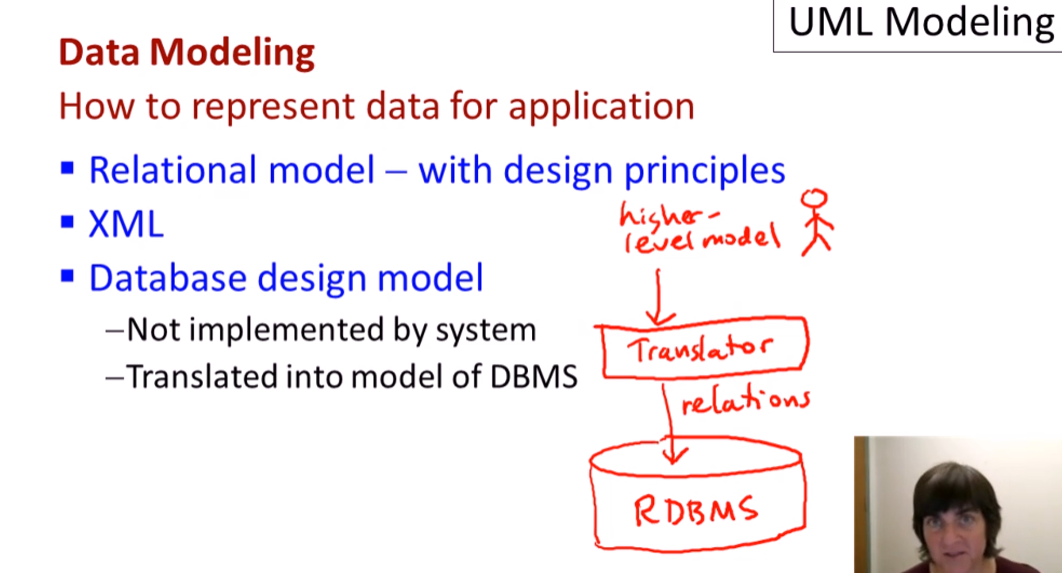 UML Modeling
Data Modeling
How to represent data for application
▪ Relational model – with design principles
▪ XML
▪ Database design model
–Not implemented by system
–Translated into model of DBMS
higher-
level model
Translator
relations
RDBMS